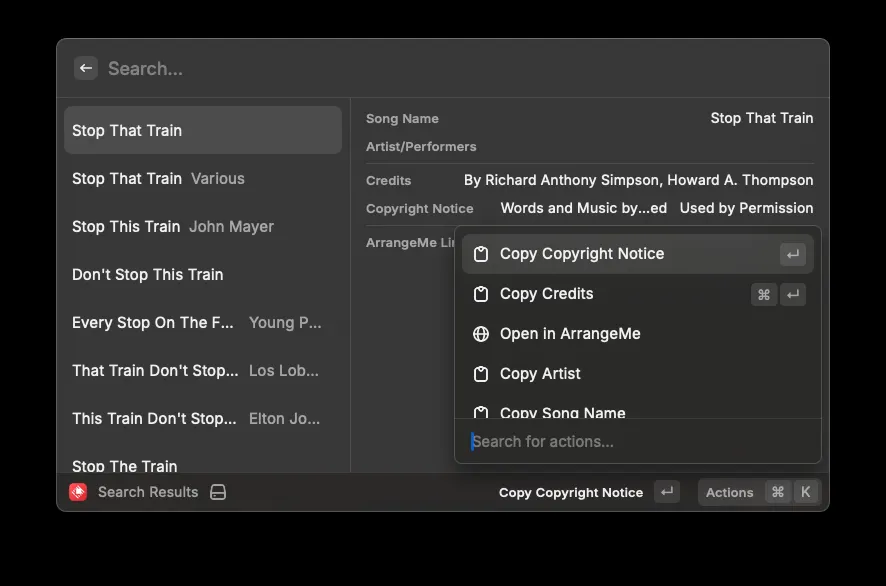 Search...
Stop That Train
Stop That Train Various
Stop This Train John Mayer
Don't Stop This Train
Every Stop On The F... Young P...
That Train Don't Stop... Los Lob...
This Train Don't Stop... Elton Jo...
Stop The Train
Song Name Stop That Train
Artist/Performers
Credits By Richard Anthony Simpson, Howard A. Thompson
Copyright Notice Words and Music by...ed Used by Permission
ArrangeMe Li
Copy Copyright Notice
Copy Credits ⌘
Open in ArrangeMe
Copy Artist
Copy Song Name
Search for actions...
Search Results
Copy Copyright Notice
Actions ⌘ K